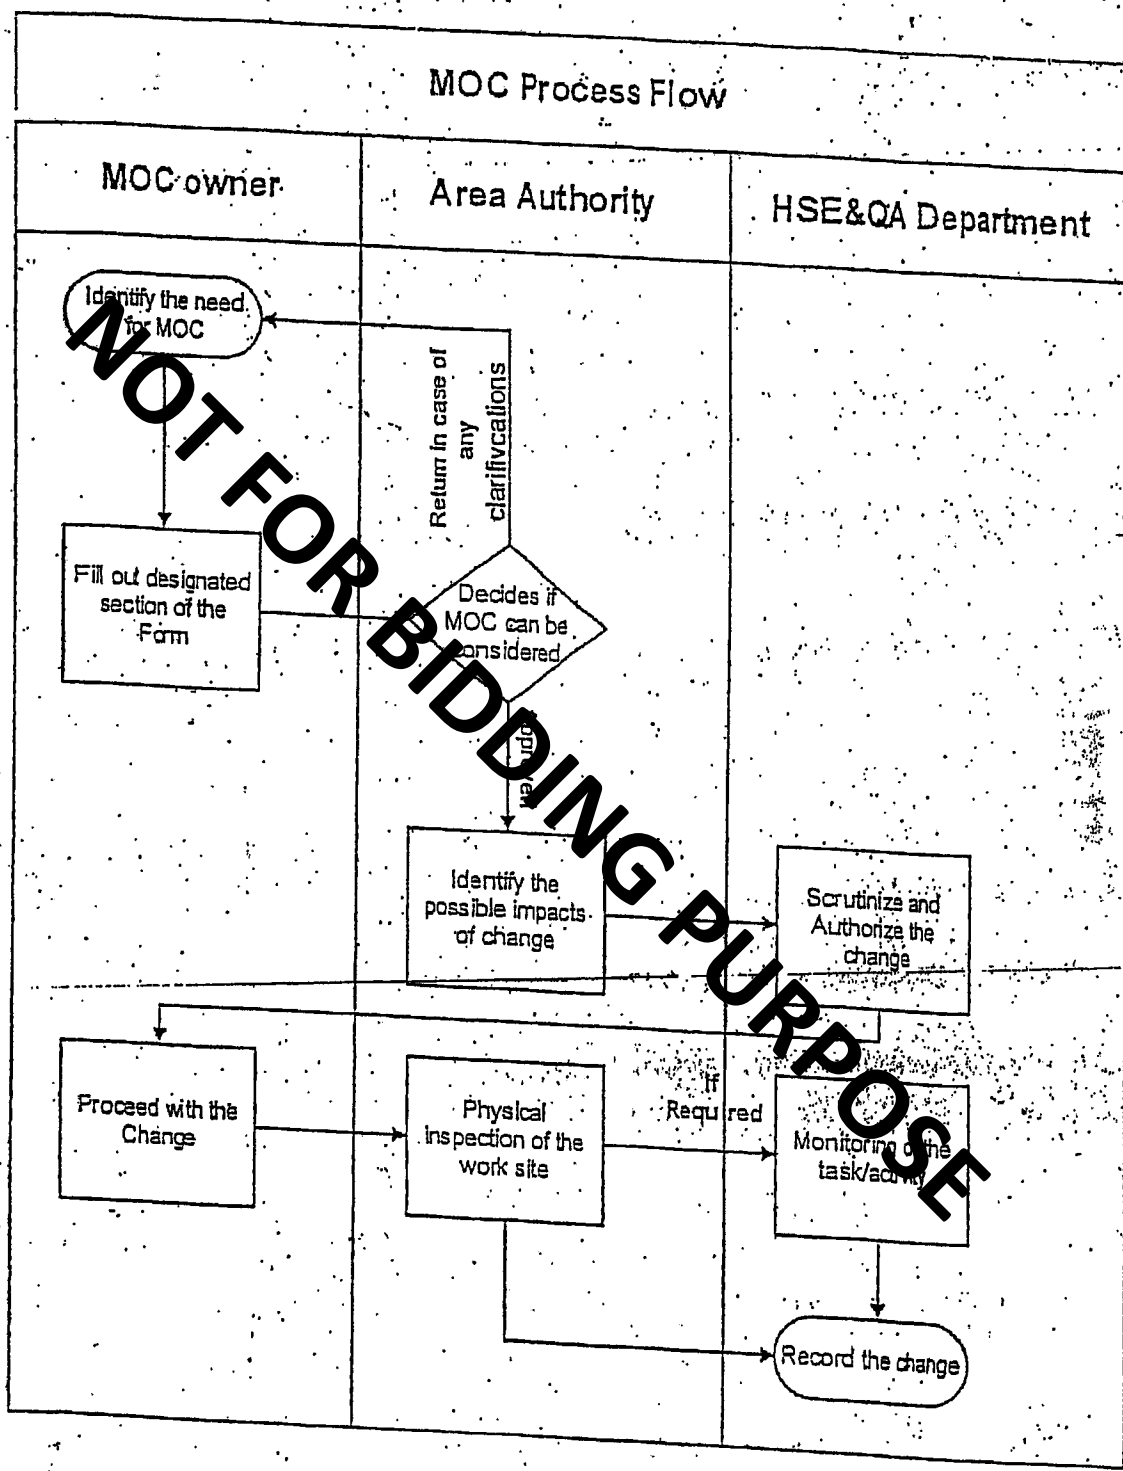 MOC Process Flow
MOC owner
Area Authority
HSE&QA Department
Identify the need
for MOC
Return in case of
any
clarifivcations
Fill out designated
section of the
Form
Decides if
MOC can be
considered
Identify the
possible impacts
of change
Scrutinize and
Authorize the
change
Proceed with the
Change
Physical
Inspection of the
work site
If
Required
Monitoring of the
task/activity
Record the change
NOT FOR BIDDING PURPOSE